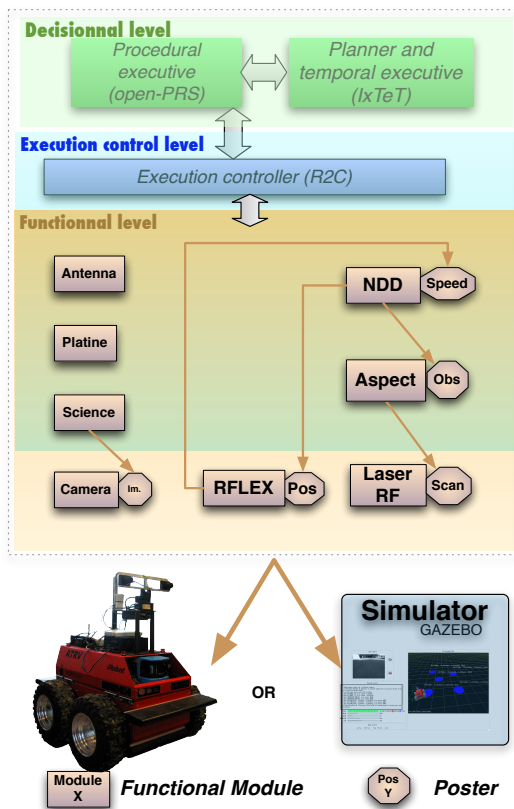 Decisionnal level
Procedural
executive
(open-PRS)
Planner and
temporal executive
(IxTeT)
Execution control level
Execution controller (R2C)
Functionnal level
Antenna
NDD
Speed
Platine
Aspect
Obs
Science
Camera
Im.
RFLEX
Pos
Laser
RF
Scan
Simulator
GAZEBO
ATRV
OR
Module
X
Functional Module
Pos
Y
Poster